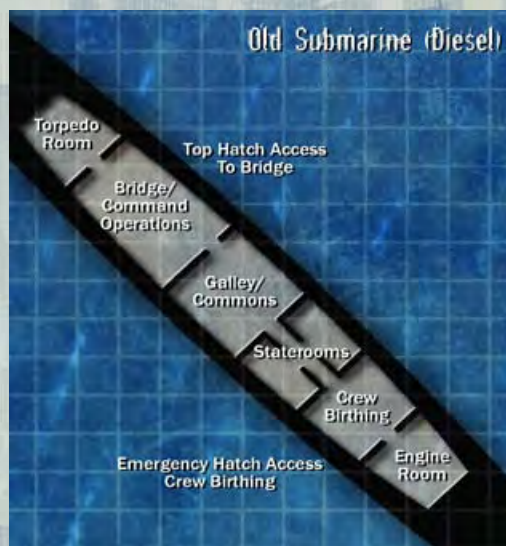 Old Submarine (Diesel)
Torpedo
Room
Top Hatch Access
To Bridge
Bridge/
Command
Operations
Galley/
Commons
Staterooms
Crew
Birthing
Engine
Room
Emergency Hatch Access
Crew Birthing